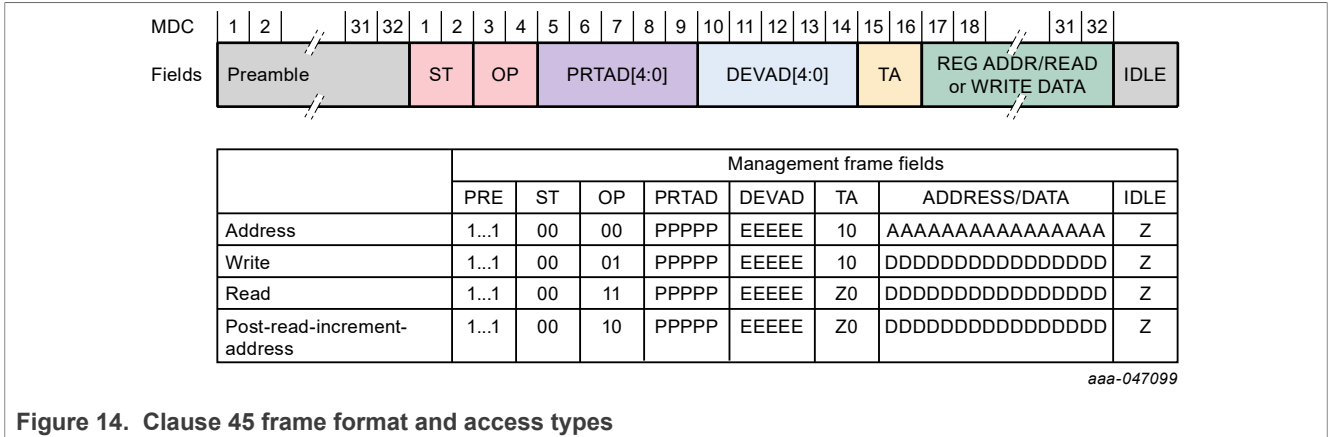 MDC 1 2 31 32 1 2 3 4 5 6 7 8 9 10 11 12 13 14 15 16 17 18 31 32
Fields Preamble ST OP PRTAD[4:0] DEVAD[4:0] TA REG ADDR/READ or WRITE DATA IDLE
Management frame fields
PRE ST OP PRTAD DEVAD TA ADDRESS/DATA IDLE
Address 1...1 00 00 PPPPP EEEEE 10 AAAAAAAAAAAAAAAA Z
Write 1...1 00 01 PPPPP EEEEE 10 DDDDDDDDDDDDDDDD Z
Read 1...1 00 11 PPPPP EEEEE Z0 DDDDDDDDDDDDDDDD Z
Post-read-increment-
address 1...1 00 10 PPPPP EEEEE Z0 DDDDDDDDDDDDDDDD Z
aaa-047099
Figure 14. Clause 45 frame format and access types